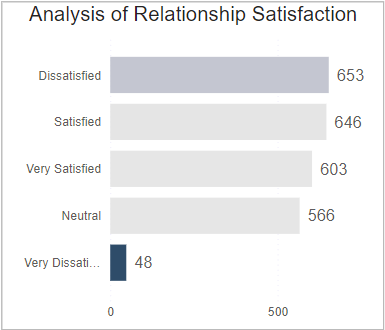 Analysis of Relationship Satisfaction
Dissatisfied 653
Satisfied 646
Very Satisfied 603
Neutral 566
Very Dissati... 48
0 500